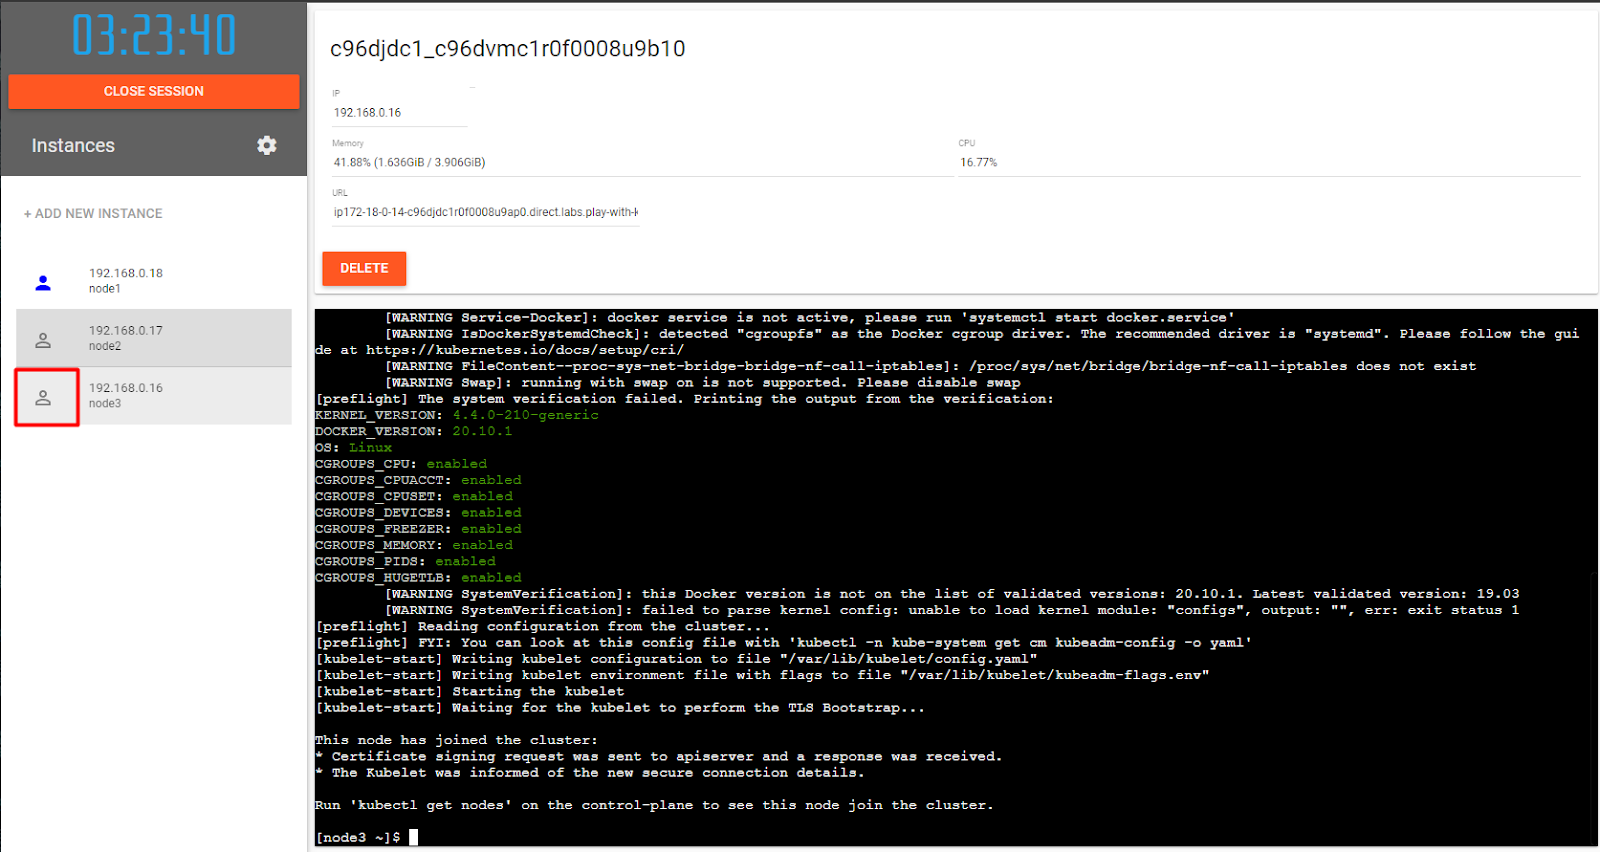 03:23:40
CLOSE SESSION
Instances
+ ADD NEW INSTANCE
192.168.0.18
node1
192.168.0.17
node2
192.168.0.16
node3
c96djdc1_c96dvmc1r0f0008u9b10
IP
192.168.0.16
Memory
41.88% (1.636GiB / 3.906GiB)
CPU
16.77%
URL
ip172-18-0-14-c96djdc1r0f0008u9ap0.direct.labs.play-with-k
DELETE
[WARNING Service-Docker]: docker service is not active, please run 'systemctl start docker.service'
[WARNING IsDockerSystemdCheck]: detected "cgroupfs" as the Docker cgroup driver. The recommended driver is "systemd". Please follow the gui
de at https://kubernetes.io/docs/setup/cri/
[WARNING FileContent--proc-sys-net-bridge-bridge-nf-call-iptables]: /proc/sys/net/bridge/bridge-nf-call-iptables does not exist
[WARNING Swap]: running with swap on is not supported. Please disable swap
[preflight] The system verification failed. Printing the output from the verification:
KERNEL_VERSION: 4.4.0-210-generic
DOCKER_VERSION: 20.10.1
OS: Linux
CGROUPS_CPU: enabled
CGROUPS_CPUACCT: enabled
CGROUPS_CPUSET: enabled
CGROUPS_DEVICES: enabled
CGROUPS_FREEZER: enabled
CGROUPS_MEMORY: enabled
CGROUPS_PIDS: enabled
CGROUPS_HUGETLB: enabled
[WARNING SystemVerification]: this Docker version is not on the list of validated versions: 20.10.1. Latest validated version: 19.03
[WARNING SystemVerification]: failed to parse kernel config: unable to load kernel module: "configs", output: "", err: exit status 1
[preflight] Reading configuration from the cluster...
[preflight] FYI: You can look at this config file with 'kubectl -n kube-system get cm kubeadm-config -o yaml'
[kubelet-start] Writing kubelet configuration to file "/var/lib/kubelet/config.yaml"
[kubelet-start] Writing kubelet environment file with flags to file "/var/lib/kubelet/kubeadm-flags.env"
[kubelet-start] Starting the kubelet
[kubelet-start] Waiting for the kubelet to perform the TLS Bootstrap...
This node has joined the cluster:
* Certificate signing request was sent to apiserver and a response was received.
* The Kubelet was informed of the new secure connection details.
Run 'kubectl get nodes' on the control-plane to see this node join the cluster.
[node3 ~]$